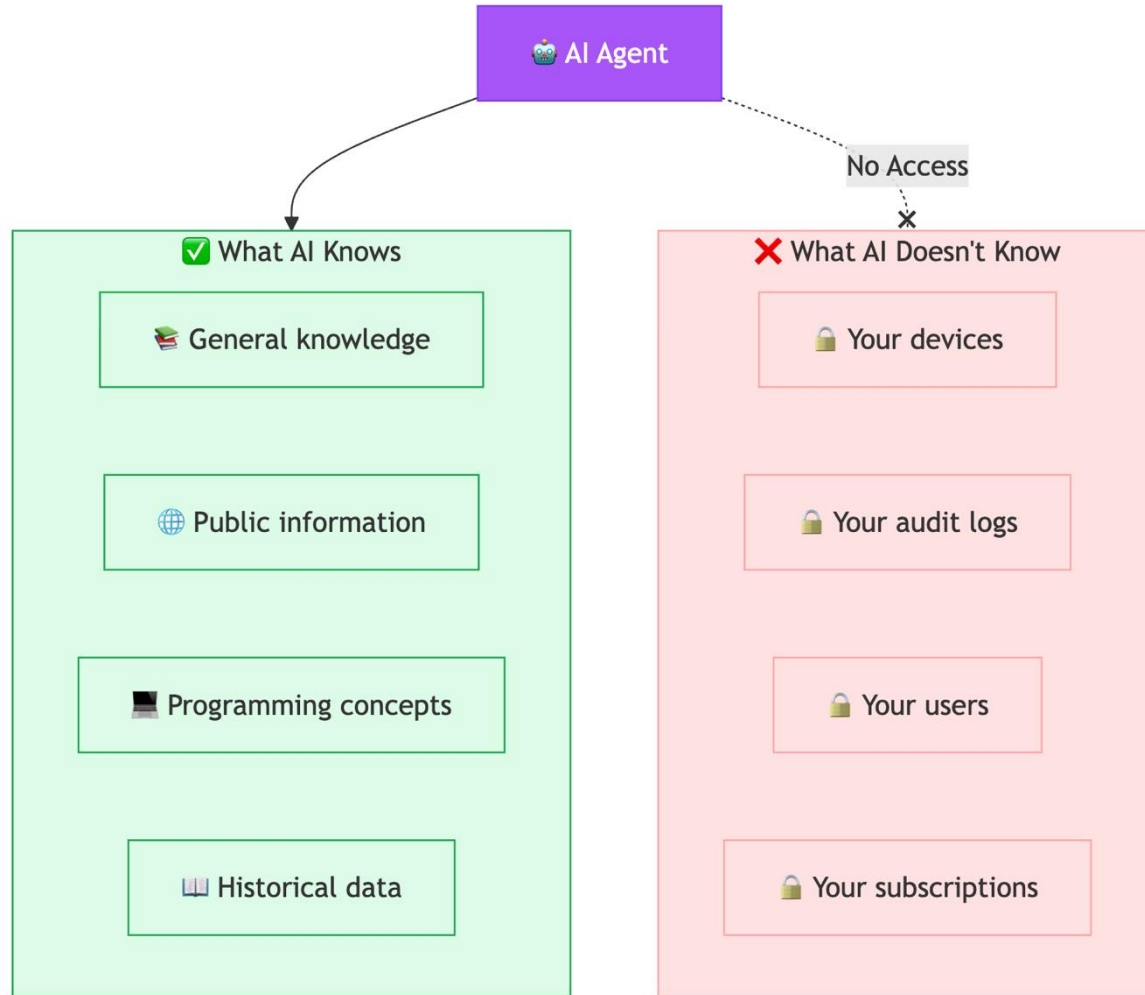 🤖 AI Agent
No Access
✅ What AI Knows
📚 General knowledge
🌐 Public information
💻 Programming concepts
📖 Historical data
❌ What AI Doesn't Know
🔒 Your devices
🔒 Your audit logs
🔒 Your users
🔒 Your subscriptions